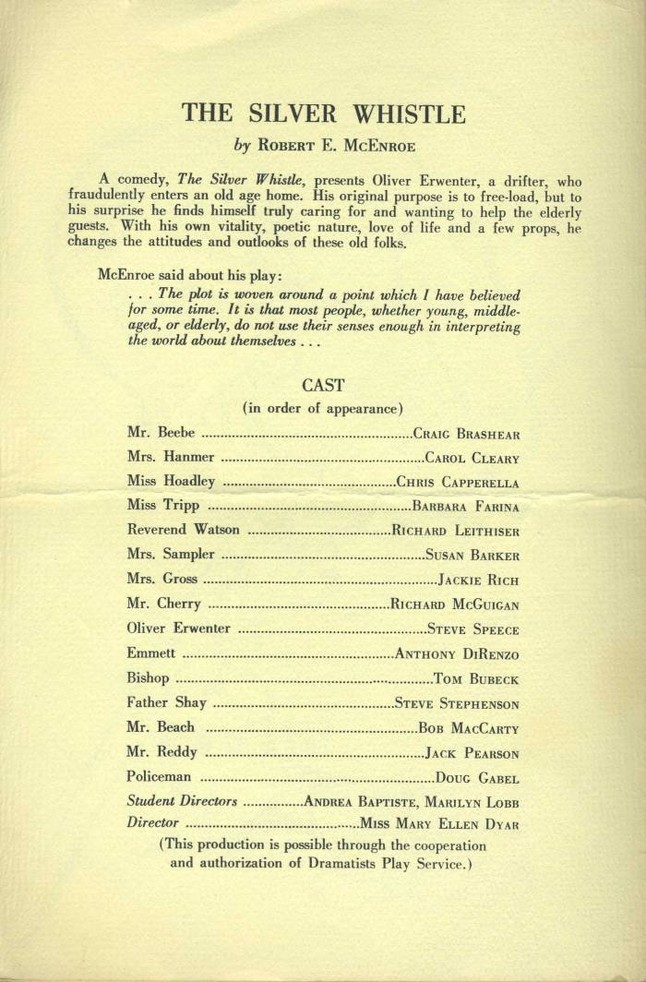 THE SILVER WHISTLE
by ROBERT E. MCENROE
A comedy, The Silver Whistle, presents Oliver Erwenter, a drifter, who
fraudulently enters an old age home. His original purpose is to free-load, but to
his surprise he finds himself truly caring for and wanting to help the elderly
guests. With his own vitality, poetic nature, love of life and a few props, he
changes the attitudes and outlooks of these old folks.
McEnroe said about his play:
. . . The plot is woven around a point which I have believed
for some time. It is that most people, whether young, middle-
aged, or elderly, do not use their senses enough in interpreting
the world about themselves . . .
CAST
(in order of appearance)
Mr. Beebe ..........CRAIG BRASHEAR
Mrs. Hanmer ..........CAROL CLEARY
Miss Hoadley ..........CHRIS CAPPERELLA
Miss Tripp ..........BARBARA FARINA
Reverend Watson ..........RICHARD LEITHISER
Mrs. Sampler ..........SUSAN BARKER
Mrs. Gross ..........JACKIE RICH
Mr. Cherry ..........RICHARD MCGUIGAN
Oliver Erwenter ..........STEVE SPEECE
Emmett ..........ANTHONY DIRENZO
Bishop ..........TOM BUBECK
Father Shay ..........STEVE STEPHENSON
Mr. Beach ..........BOB MACCARTY
Mr. Reddy ..........JACK PEARSON
Policeman ..........DOUG GABEL
Student Directors ..........ANDREA BAPTISTE, MARILYN LOBB
Director ..........MISS MARY ELLEN DYAR
(This production is possible through the cooperation
and authorization of Dramatists Play Service.)